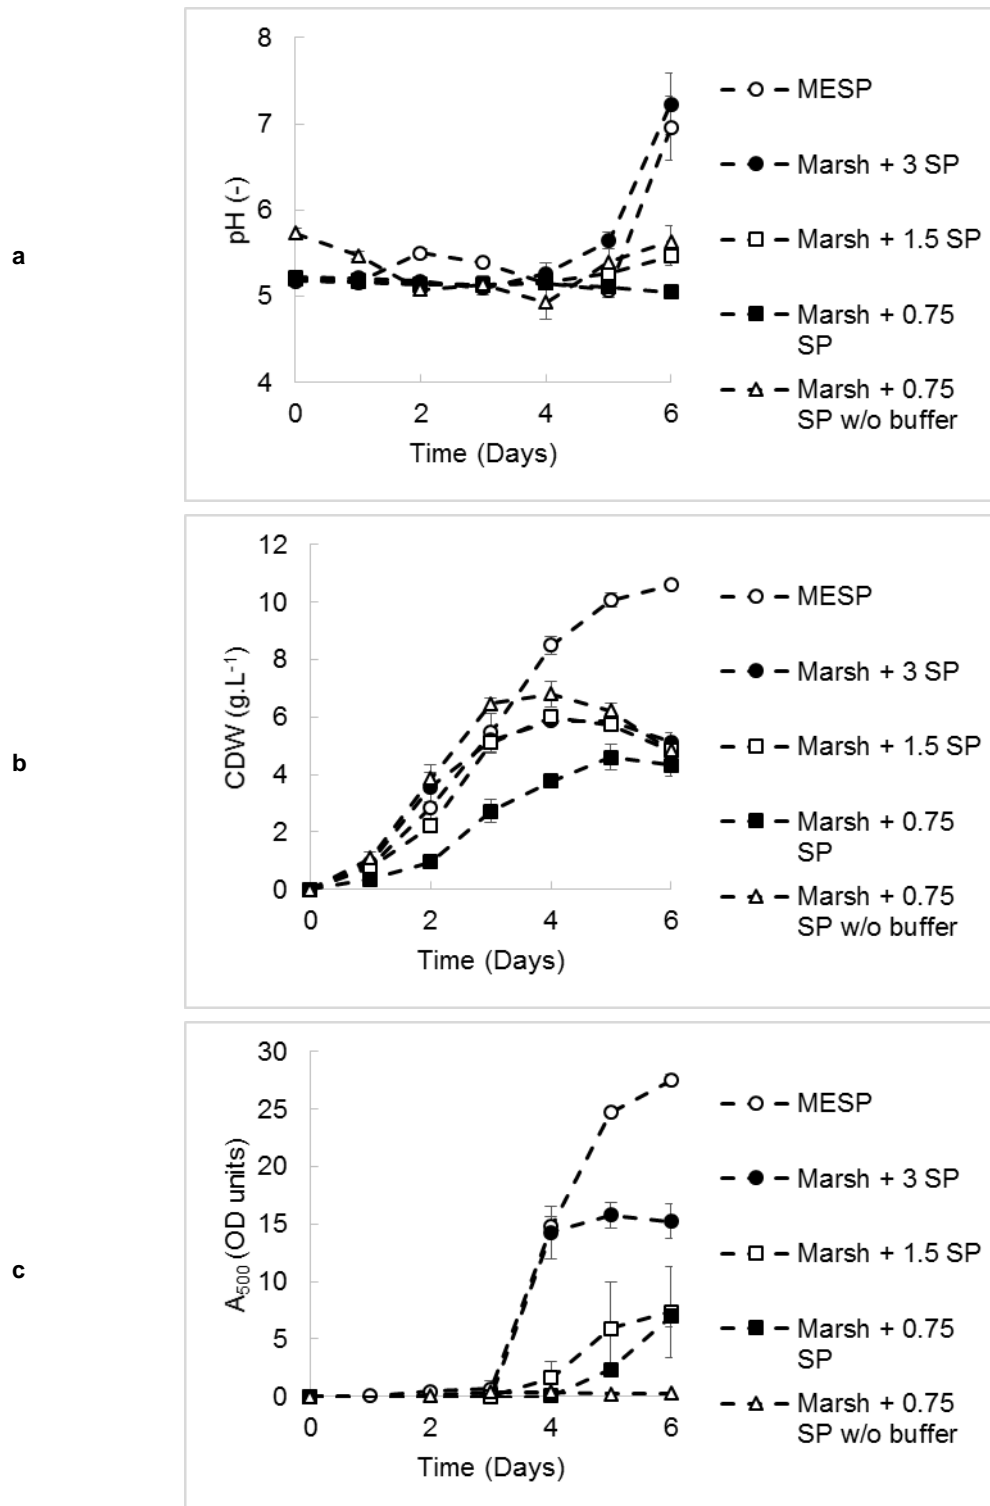 a
8
7
6
5
4
pH (-)
0 2 4 6
Time (Days)
MESP
Marsh + 3 SP
Marsh + 1.5 SP
Marsh + 0.75
SP
Marsh + 0.75
SP w/o buffer
b
12
10
8
6
4
2
0
CDW (g.L⁻¹)
0 2 4 6
Time (Days)
MESP
Marsh + 3 SP
Marsh + 1.5 SP
Marsh + 0.75
SP
Marsh + 0.75
SP w/o buffer
c
30
25
20
15
10
5
0
A₅₀₀ (OD units)
0 2 4 6
Time (Days)
MESP
Marsh + 3 SP
Marsh + 1.5 SP
Marsh + 0.75
SP
Marsh + 0.75
SP w/o buffer